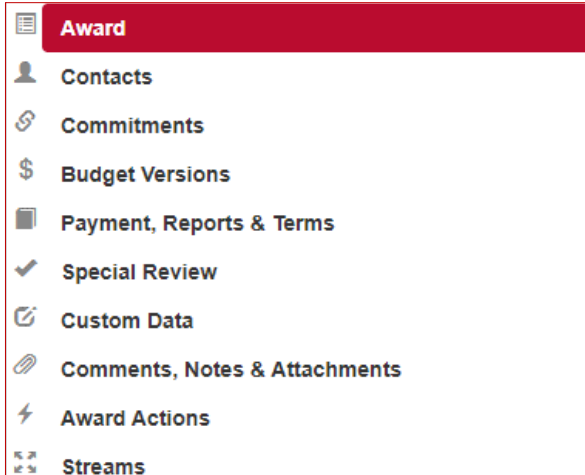 Award
Contacts
Commitments
Budget Versions
Payment, Reports & Terms
Special Review
Custom Data
Comments, Notes & Attachments
Award Actions
Streams